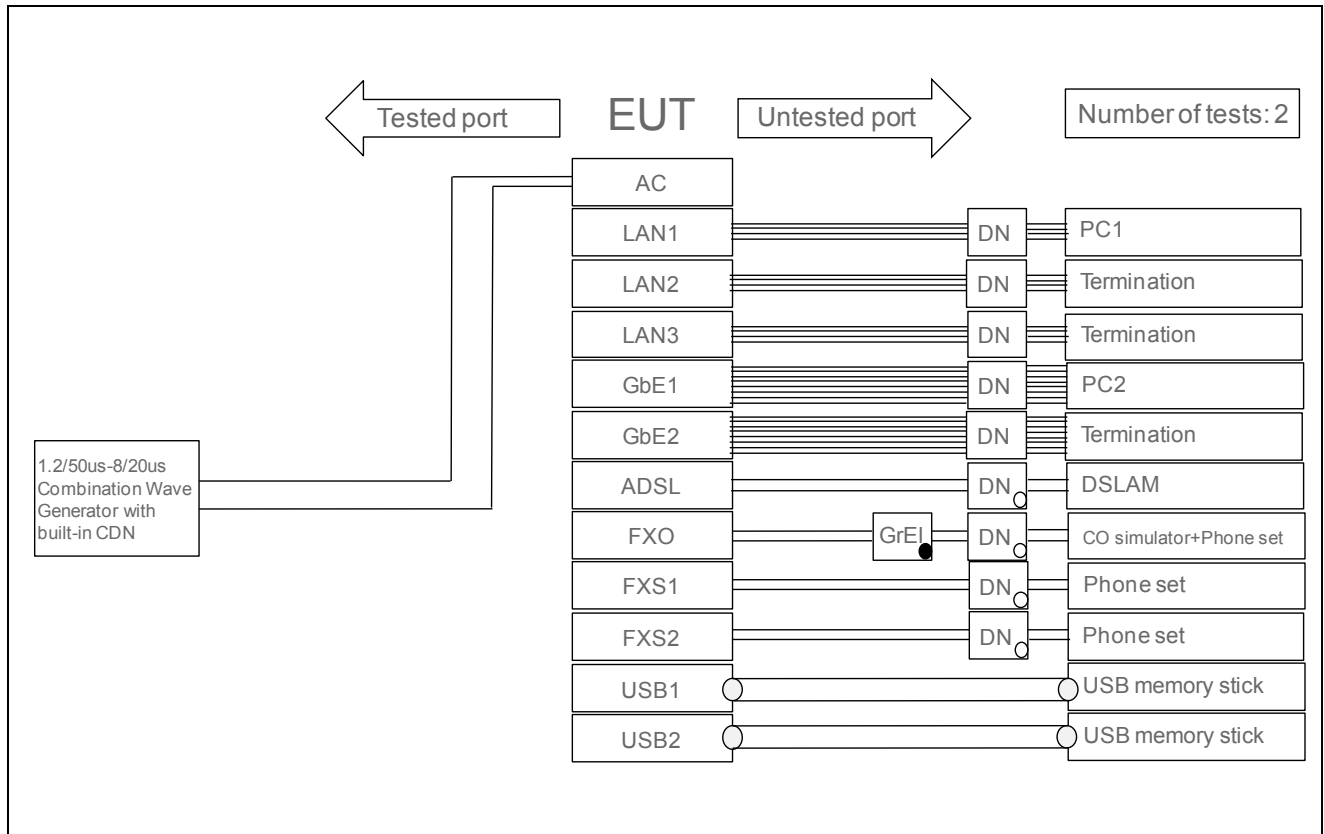 Tested port
EUT
Untested port
Number of tests: 2
AC
LAN1
DN
PC1
LAN2
DN
Termination
LAN3
DN
Termination
GbE1
DN
PC2
GbE2
DN
Termination
1.2/50us-8/20us
Combination Wave
Generator with
built-in CDN
ADSL
DN
DSLAM
FXO
GrEI
DN
CO simulator+Phone set
FXS1
DN
Phone set
FXS2
DN
Phone set
USB1
USB memory stick
USB2
USB memory stick